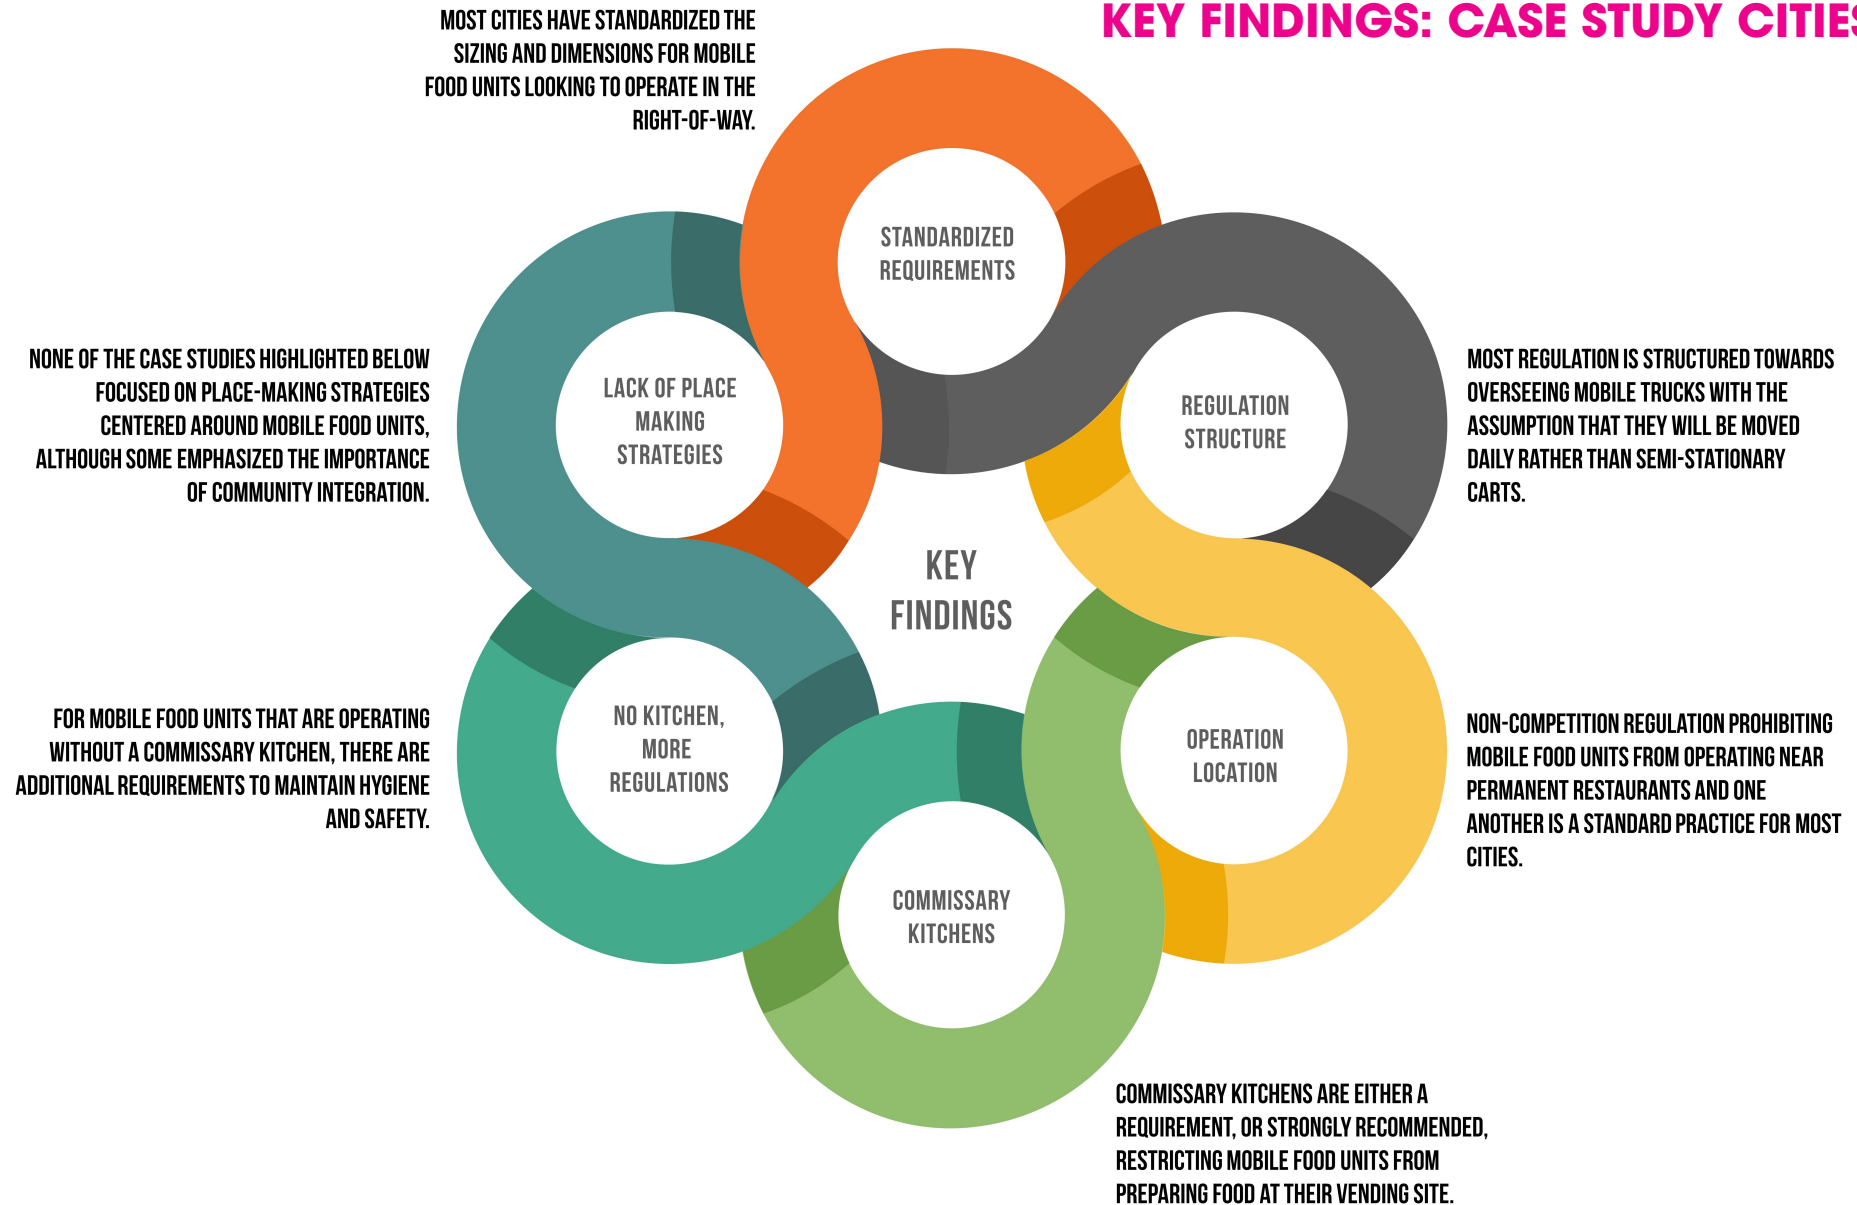 KEY FINDINGS: CASE STUDY CITIES
MOST CITIES HAVE STANDARDIZED THE
SIZING AND DIMENSIONS FOR MOBILE
FOOD UNITS LOOKING TO OPERATE IN THE
RIGHT-OF-WAY.
STANDARDIZED
REQUIREMENTS
REGULATION
STRUCTURE
MOST REGULATION IS STRUCTURED TOWARDS
OVERSEEING MOBILE TRUCKS WITH THE
ASSUMPTION THAT THEY WILL BE MOVED
DAILY RATHER THAN SEMI-STATIONARY
CARTS.
OPERATION
LOCATION
NON-COMPETITION REGULATION PROHIBITING
MOBILE FOOD UNITS FROM OPERATING NEAR
PERMANENT RESTAURANTS AND ONE
ANOTHER IS A STANDARD PRACTICE FOR MOST
CITIES.
COMMISSARY
KITCHENS
COMMISSARY KITCHENS ARE EITHER A
REQUIREMENT, OR STRONGLY RECOMMENDED,
RESTRICTING MOBILE FOOD UNITS FROM
PREPARING FOOD AT THEIR VENDING SITE.
NO KITCHEN,
MORE
REGULATIONS
FOR MOBILE FOOD UNITS THAT ARE OPERATING
WITHOUT A COMMISSARY KITCHEN, THERE ARE
ADDITIONAL REQUIREMENTS TO MAINTAIN HYGIENE
AND SAFETY.
LACK OF PLACE
MAKING
STRATEGIES
NONE OF THE CASE STUDIES HIGHLIGHTED BELOW
FOCUSED ON PLACE-MAKING STRATEGIES
CENTERED AROUND MOBILE FOOD UNITS,
ALTHOUGH SOME EMPHASIZED THE IMPORTANCE
OF COMMUNITY INTEGRATION.
KEY
FINDINGS